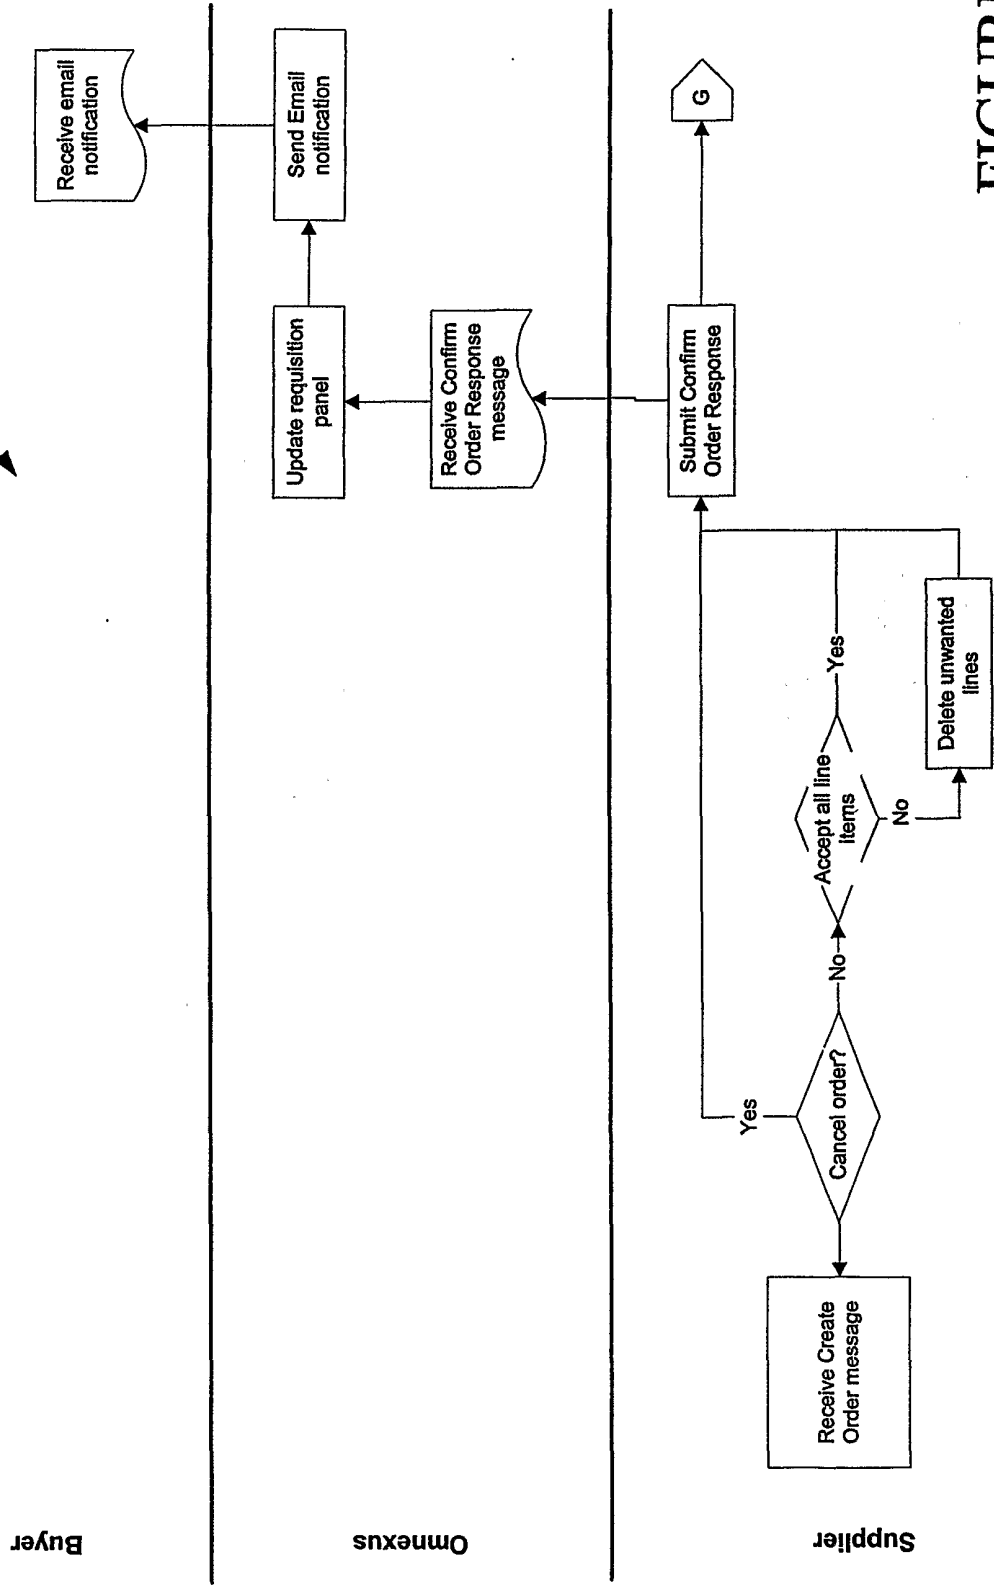 Buyer
Receive email
notification
Omnexus
Update requisition
panel
Send Email
notification
Receive Confirm
Order Response
message
Supplier
Receive Create
Order message
Cancel order?
Yes
No
Accept all line
items
Yes
No
Delete unwanted
lines
Submit Confirm
Order Response
G